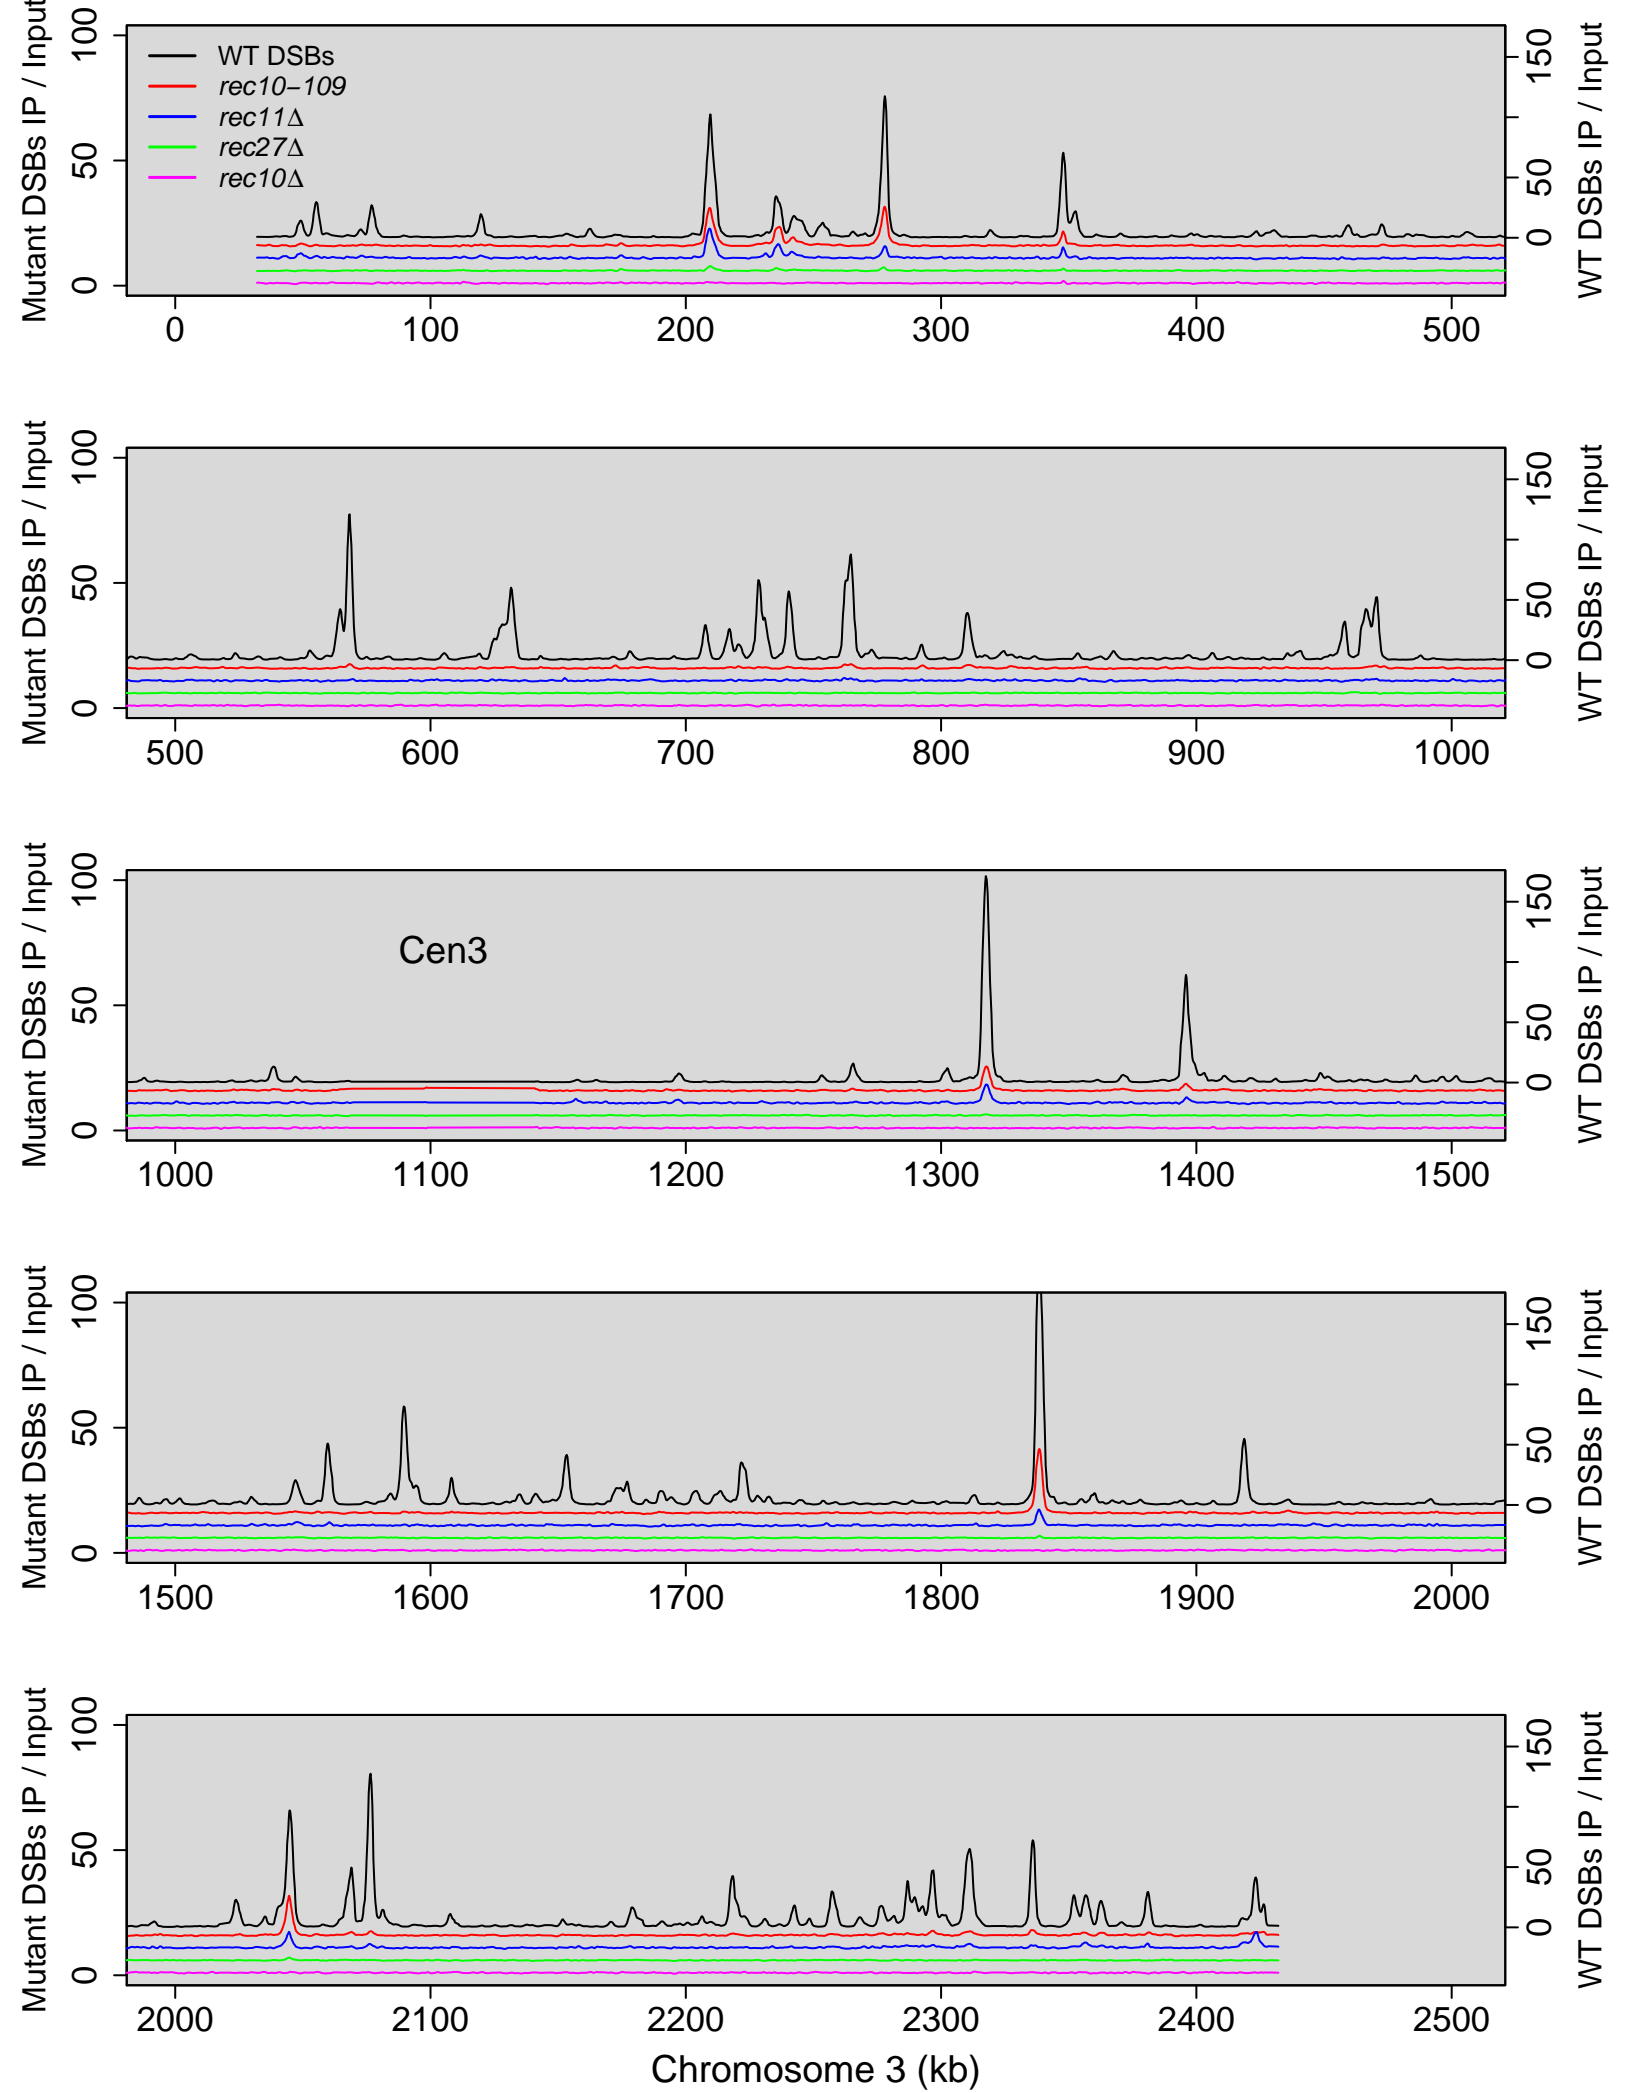 Mutant DSBs IP / Input
0 50 100
WT DSBs
rec10−109
rec11Δ
rec27Δ
rec10Δ
0 50 150
WT DSBs IP / Input
0 100 200 300 400 500
Mutant DSBs IP / Input
0 50 100
0 50 150
WT DSBs IP / Input
500 600 700 800 900 1000
Mutant DSBs IP / Input
0 50 100
Cen3
0 50 150
WT DSBs IP / Input
1000 1100 1200 1300 1400 1500
Mutant DSBs IP / Input
0 50 100
0 50 150
WT DSBs IP / Input
1500 1600 1700 1800 1900 2000
Mutant DSBs IP / Input
0 50 100
0 50 150
WT DSBs IP / Input
2000 2100 2200 2300 2400 2500
Chromosome 3 (kb)